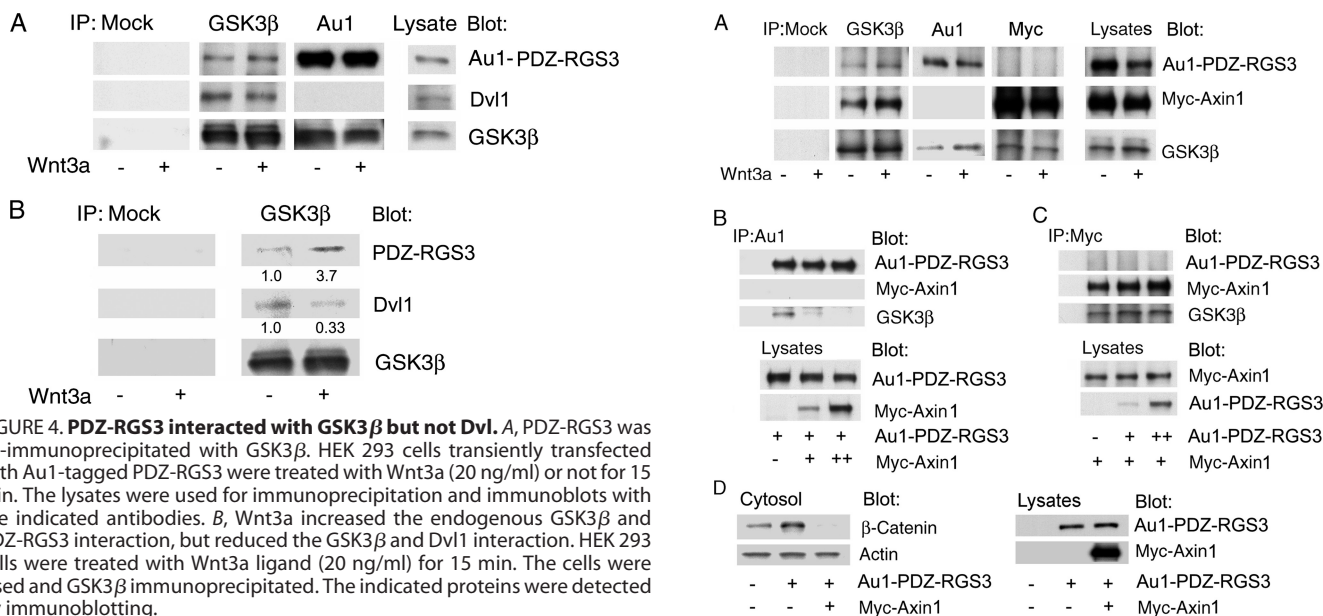 A
IP: Mock GSK3β Au1 Lysate Blot:
Au1-PDZ-RGS3
Dvl1
GSK3β
Wnt3a - + - + - +
B
IP: Mock GSK3β Blot:
PDZ-RGS3
1.0 3.7
Dvl1
1.0 0.33
GSK3β
Wnt3a - + - +
GURE 4. PDZ-RGS3 interacted with GSK3β but not Dvl. A, PDZ-RGS3 was
-immunoprecipitated with GSK3β. HEK 293 cells transiently transfected
th Au1-tagged PDZ-RGS3 were treated with Wnt3a (20 ng/ml) or not for 15
in. The lysates were used for immunoprecipitation and immunoblots with
e indicated antibodies. B, Wnt3a increased the endogenous GSK3β and
DZ-RGS3 interaction, but reduced the GSK3β and Dvl1 interaction. HEK 293
lls were treated with Wnt3a ligand (20 ng/ml) for 15 min. The cells were
sed and GSK3β immunoprecipitated. The indicated proteins were detected
immunoblotting.
A
IP:Mock GSK3β Au1 Myc Lysates Blot:
Au1-PDZ-RGS3
Myc-Axin1
GSK3β
Wnt3a - + - + - + - + - +
B
IP:Au1 Blot:
Au1-PDZ-RGS3
Myc-Axin1
GSK3β
Lysates Blot:
Au1-PDZ-RGS3
Myc-Axin1
+ + + Au1-PDZ-RGS3
- + ++ Myc-Axin1
C
IP:Myc Blot:
Au1-PDZ-RGS3
Myc-Axin1
GSK3β
Lysates Blot:
Myc-Axin1
Au1-PDZ-RGS3
- + ++ Au1-PDZ-RGS3
+ + + Myc-Axin1
D
Cytosol Blot:
β-Catenin
Actin
- + + Au1-PDZ-RGS3
- - + Myc-Axin1
Lysates Blot:
Au1-PDZ-RGS3
Myc-Axin1
- + + Au1-PDZ-RGS3
- - + Myc-Axin1